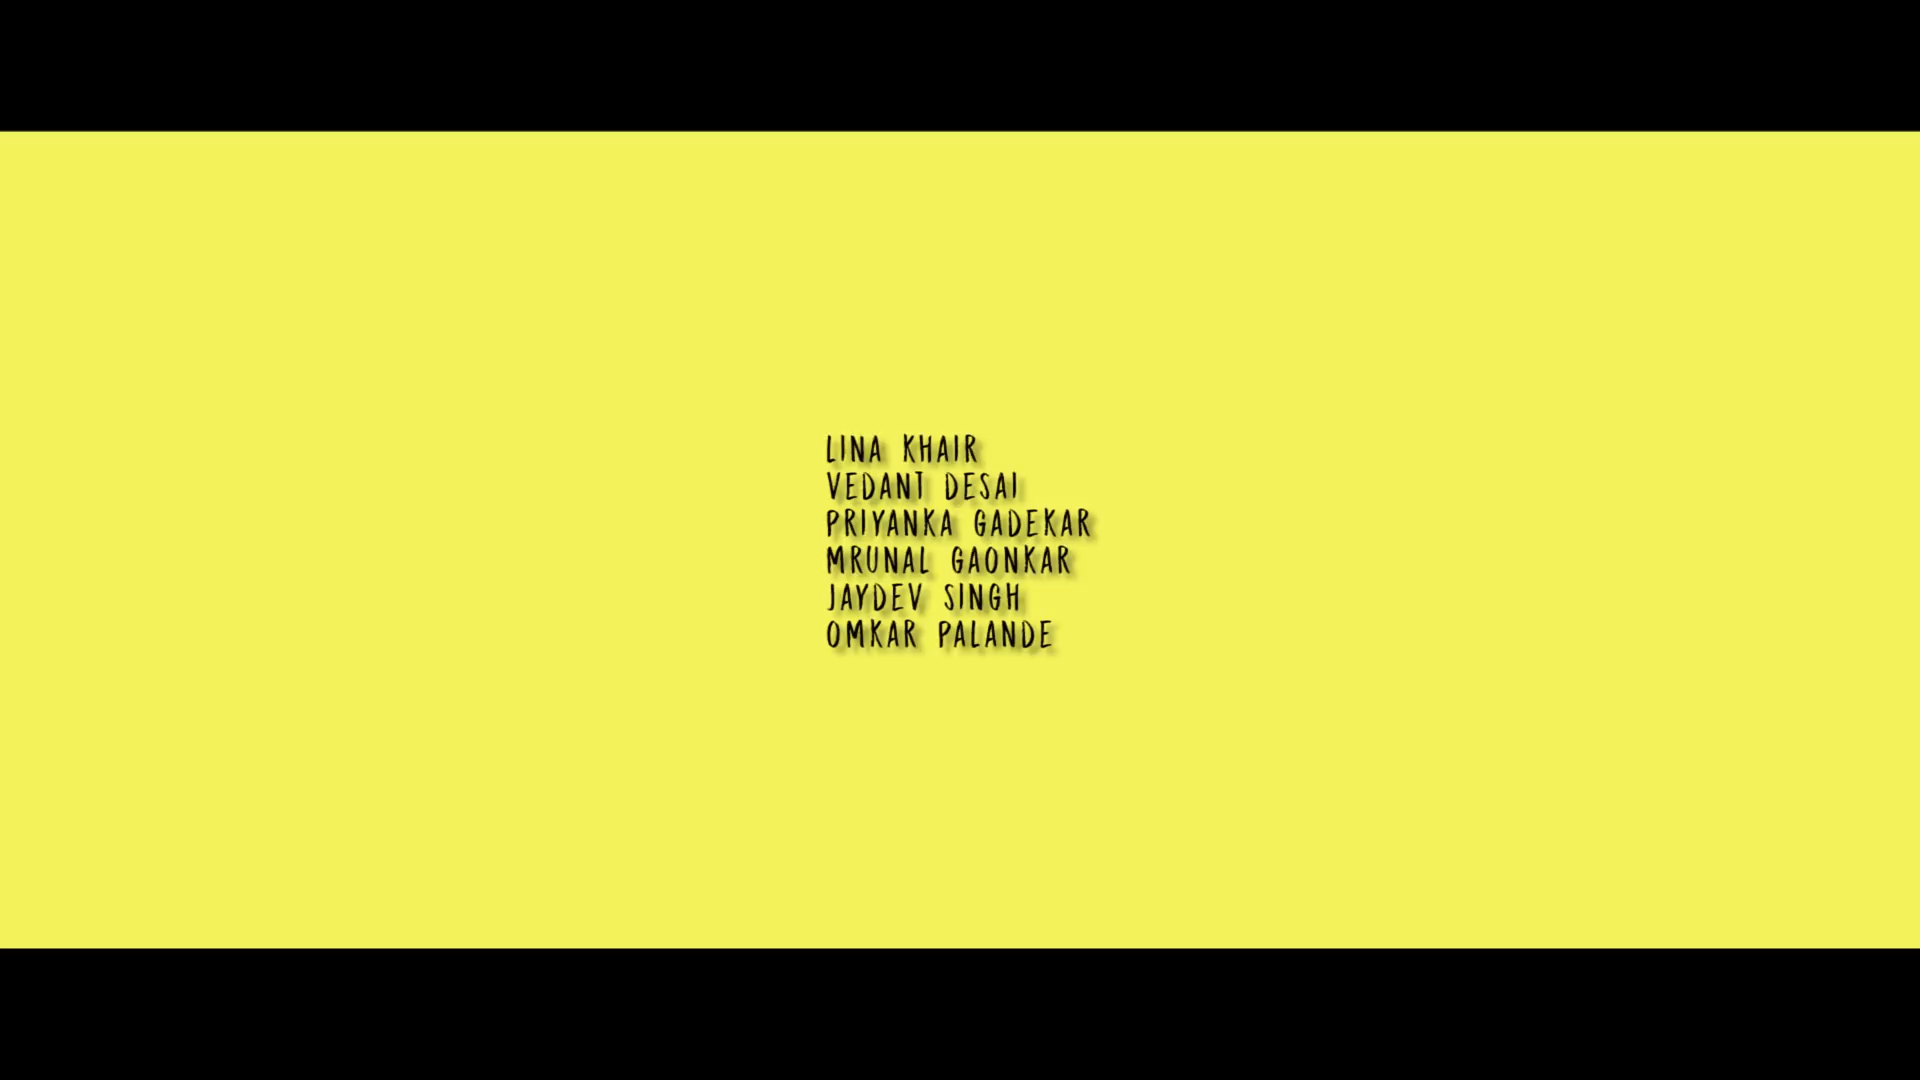 LINA KHAIR
VEDANT DESAI
PRIYANKA GADEKAR
MRUNAL GAONKAR
JAYDEV SINGH
OMKAR PALANDE